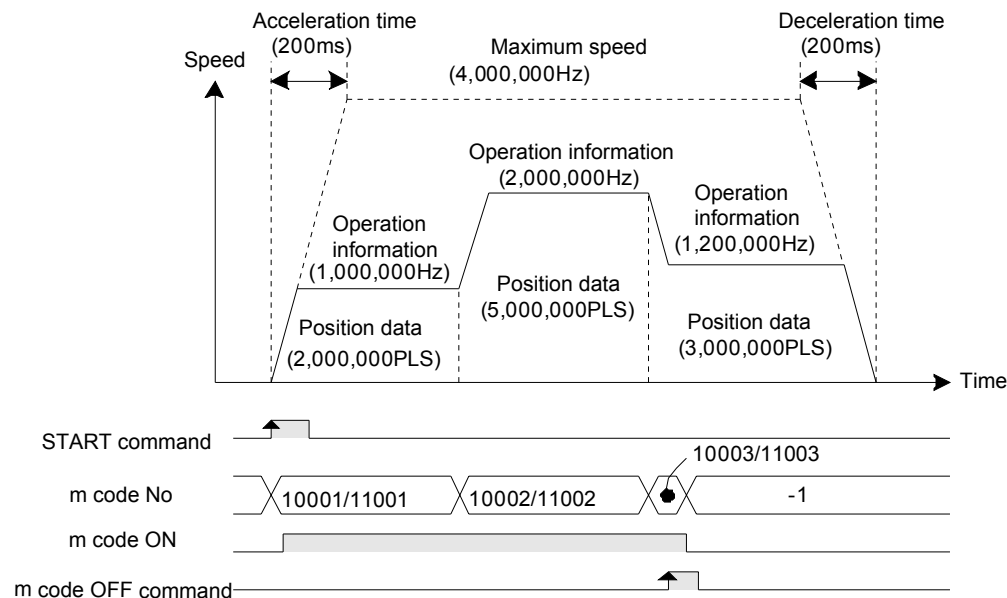 Acceleration time
(200ms)
Deceleration time
(200ms)
Speed
Maximum speed
(4,000,000Hz)
Operation information
(2,000,000Hz)
Operation
information
(1,200,000Hz)
Operation
information
(1,000,000Hz)
Position data
(5,000,000PLS)
Position data
(2,000,000PLS)
Position data
(3,000,000PLS)
Time
START command
10003/11003
m code No
10001/11001
10002/11002
-1
m code ON
m code OFF command